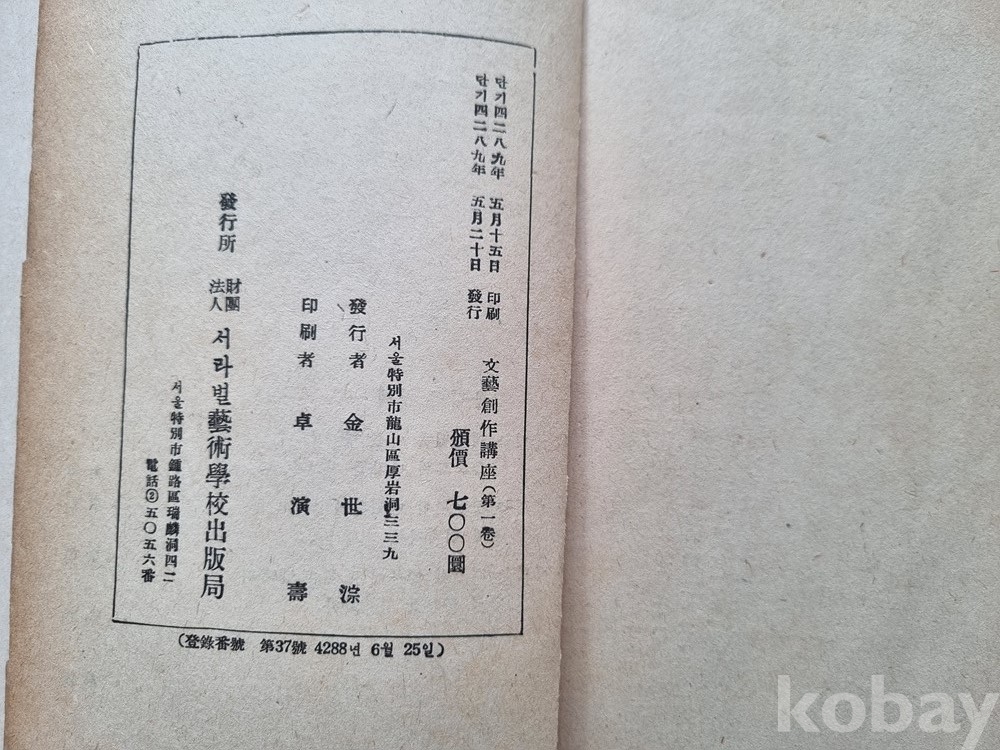 단기四二八九年 五月十五日 印刷
단기四二八九年 五月二十日 發行
文藝創作講座(第一卷)
頒價 七〇〇圜
서울特別市龍山區厚岩洞三三九
發行者 金世淙
印刷者 卓演壽
發行所 財團法人 서라벌藝術學校出版局
서울特別市鍾路區瑞麟洞四二
電話②五〇五六番
(登錄番號 第37號 4288년 6월 25일)
kobay